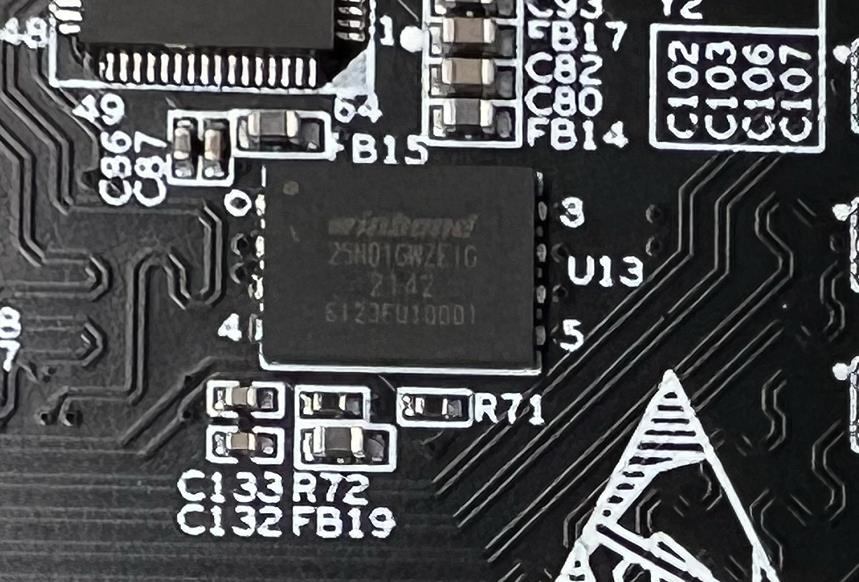 48
1
49
64
C86
C87
FB15
C93
FB17
C82
C80
FB14
Y2
C102
C103
C106
C107
0
3
winbond
25N01GWZEIG
2142
U13
4
5
R71
C133 R72
C132 FB19
8
7